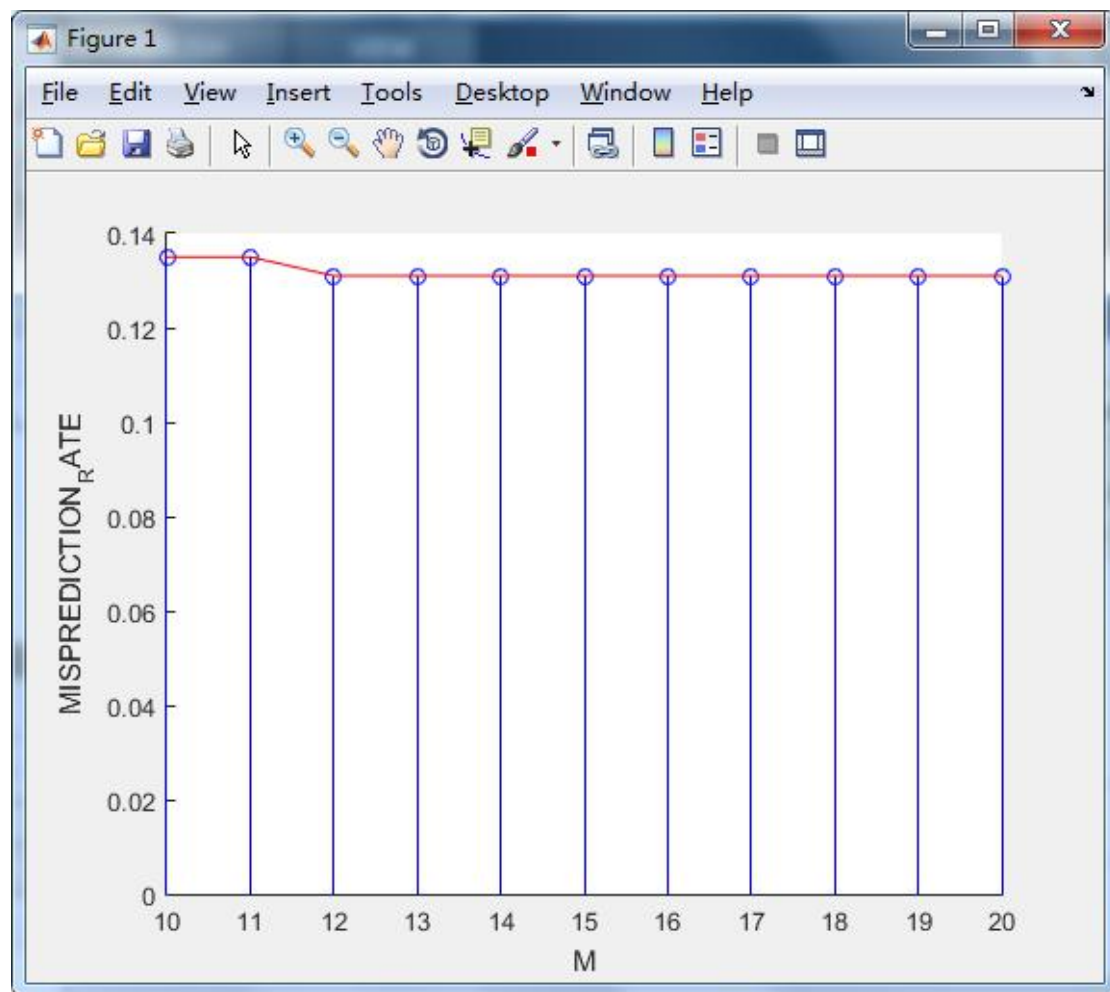 Figure 1
File Edit View Insert Tools Desktop Window Help
0.14
0.12
0.1
0.08
0.06
0.04
0.02
0
MISPREDICTION_RATE
10 11 12 13 14 15 16 17 18 19 20
M